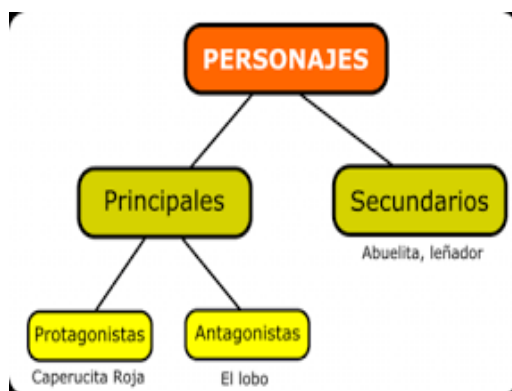 PERSONAJES
Principales
Secundarios
Abuelita, leñador
Protagonistas
Antagonistas
Caperucita Roja
El lobo